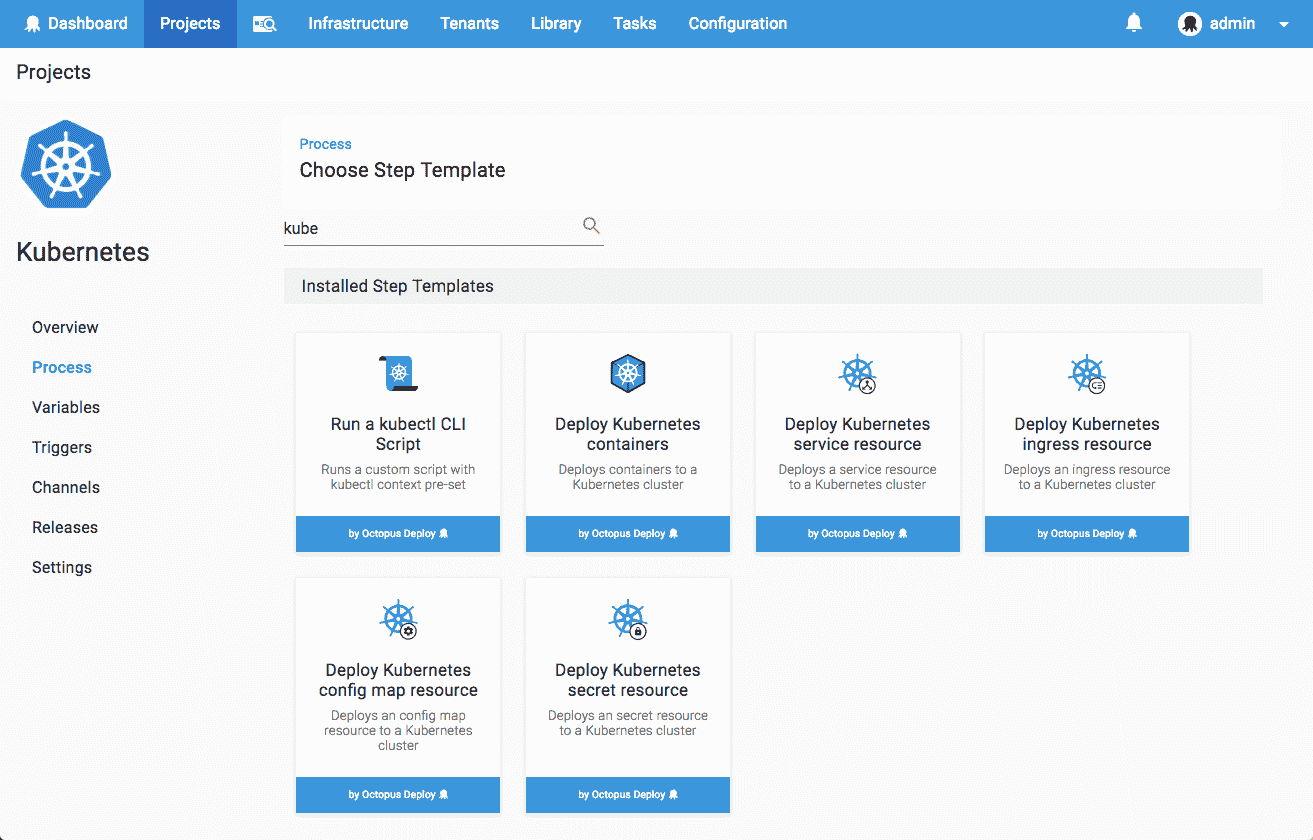 Dashboard Projects Infrastructure Tenants Library Tasks Configuration admin
Projects
Kubernetes
Overview
Process
Variables
Triggers
Channels
Releases
Settings
Process
Choose Step Template
kube
Installed Step Templates
Run a kubectl CLI
Script
Runs a custom script with
kubectl context pre-set
by Octopus Deploy
Deploy Kubernetes
containers
Deploys containers to a
Kubernetes cluster
by Octopus Deploy
Deploy Kubernetes
service resource
Deploys a service resource
to a Kubernetes cluster
by Octopus Deploy
Deploy Kubernetes
ingress resource
Deploys an ingress resource
to a Kubernetes cluster
by Octopus Deploy
Deploy Kubernetes
config map resource
Deploys an config map
resource to a Kubernetes
cluster
by Octopus Deploy
Deploy Kubernetes
secret resource
Deploys an secret resource
to a Kubernetes cluster
by Octopus Deploy